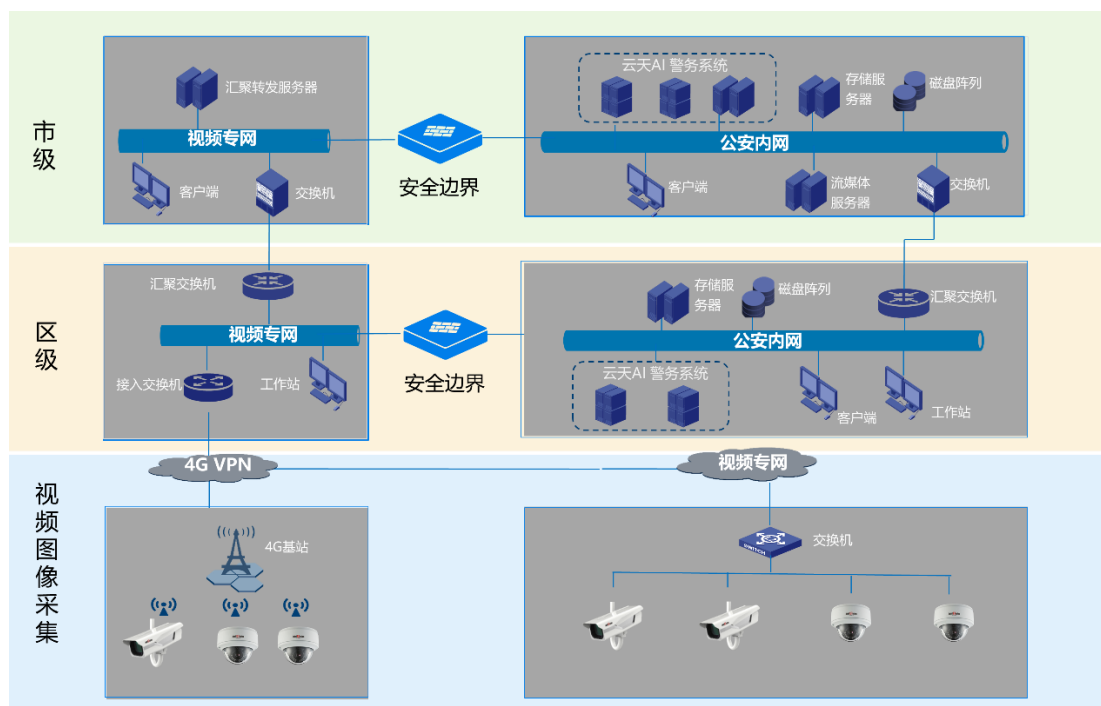 市级
汇聚转发服务器
视频专网
客户端
交换机
安全边界
云天AI 警务系统
存储服
务器
磁盘阵列
公安内网
客户端
流媒体
服务器
交换机
区级
汇聚交换机
视频专网
接入交换机
工作站
安全边界
存储服
务器
磁盘阵列
汇聚交换机
公安内网
云天AI 警务系统
客户端
工作站
视频图像采集
4G VPN
视频专网
4G基站
交换机